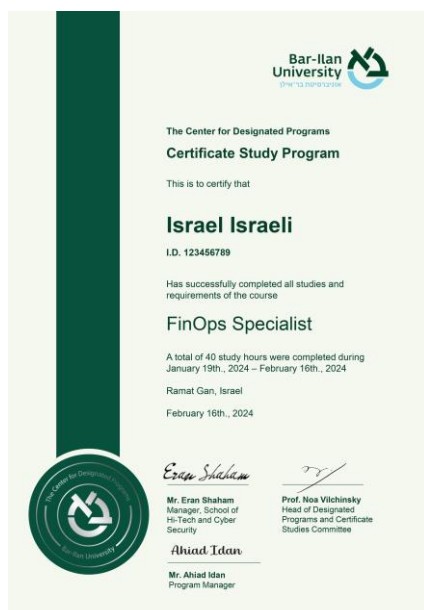 Bar-Ilan
University
אוניברסיטת בר־אילן
The Center for Designated Programs
Certificate Study Program
This is to certify that
Israel Israeli
I.D. 123456789
Has successfully completed all studies and
requirements of the course
FinOps Specialist
A total of 40 study hours were completed during
January 19th., 2024 – February 16th., 2024
Ramat Gan, Israel
February 16th., 2024
Eran Shaham
Mr. Eran Shaham
Manager, School of
Hi-Tech and Cyber
Security
Prof. Noa Vilchinsky
Head of Designated
Programs and Certificate
Studies Committee
Ahiad Idan
Mr. Ahiad Idan
Program Manager
The Center for Designated Programs
Bar-Ilan University